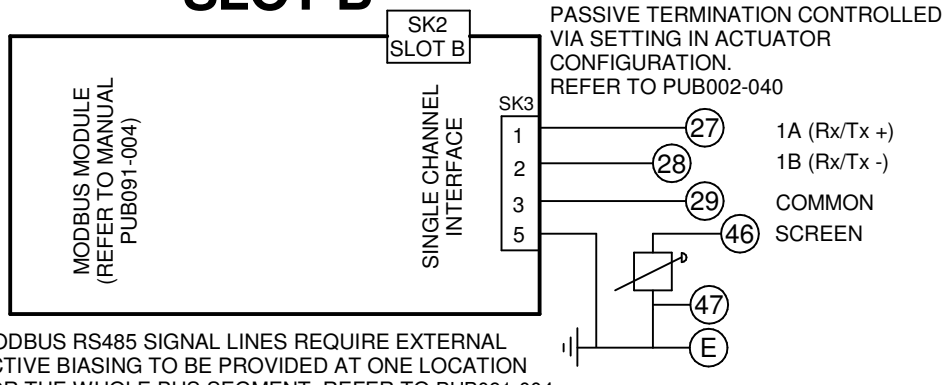 SLOT B
SK2
SLOT B
PASSIVE TERMINATION CONTROLLED
VIA SETTING IN ACTUATOR
CONFIGURATION.
REFER TO PUB002-040
MODBUS MODULE
(REFER TO MANUAL
PUB091-004)
SINGLE CHANNEL
INTERFACE
SK3
1
2
3
5
27
1A (Rx/Tx +)
28
1B (Rx/Tx -)
29
COMMON
46
SCREEN
47
E
ODBUS RS485 SIGNAL LINES REQUIRE EXTERNAL
CTIVE BIASING TO BE PROVIDED AT ONE LOCATION
OR THE WHOLE BUS SEGMENT. REFER TO PUB091-004